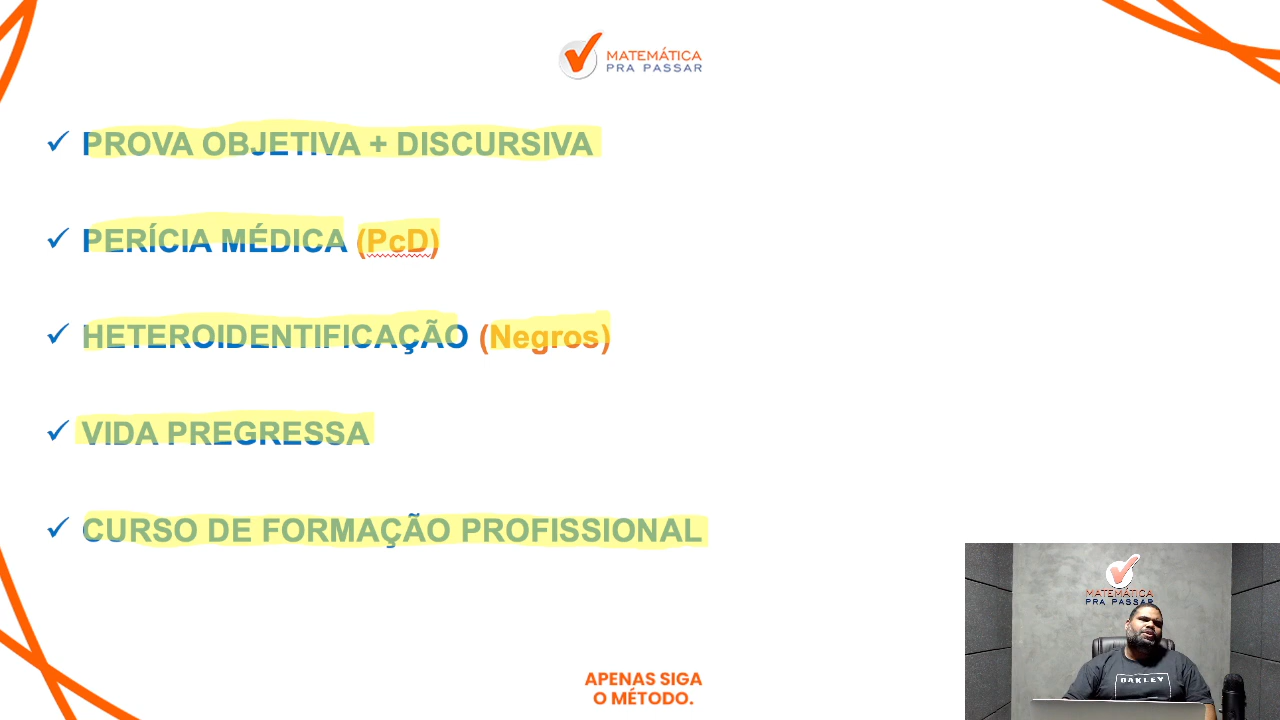 MATEMÁTICA
PRA PASSAR
PROVA OBJETIVA + DISCURSIVA
PERÍCIA MÉDICA (PcD)
HETEROIDENTIFICAÇÃO (Negros)
VIDA PREGRESSA
CURSO DE FORMAÇÃO PROFISSIONAL
MATEMÁTICA
PRA PASSAR
OAKLEY
APENAS SIGA
O MÉTODO.